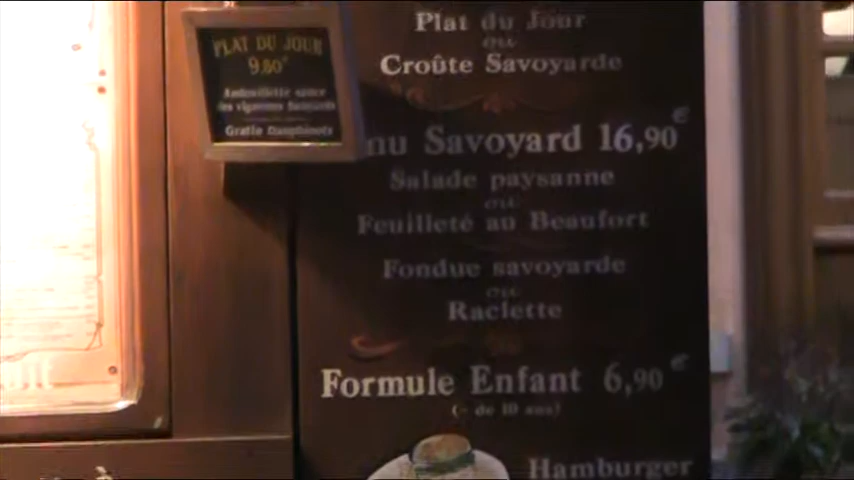 PLAT DU JOUR
9.80€
Andouillette sauce
des vignerons
Gratin Dauphinois
Plat du Jour
ou
Croûte Savoyarde
nu Savoyard 16,90€
Salade paysanne
ou
Feuilleté au Beaufort
Fondue savoyarde
ou
Raclette
Formule Enfant 6,90€
(- de 10 ans)
Hamburger